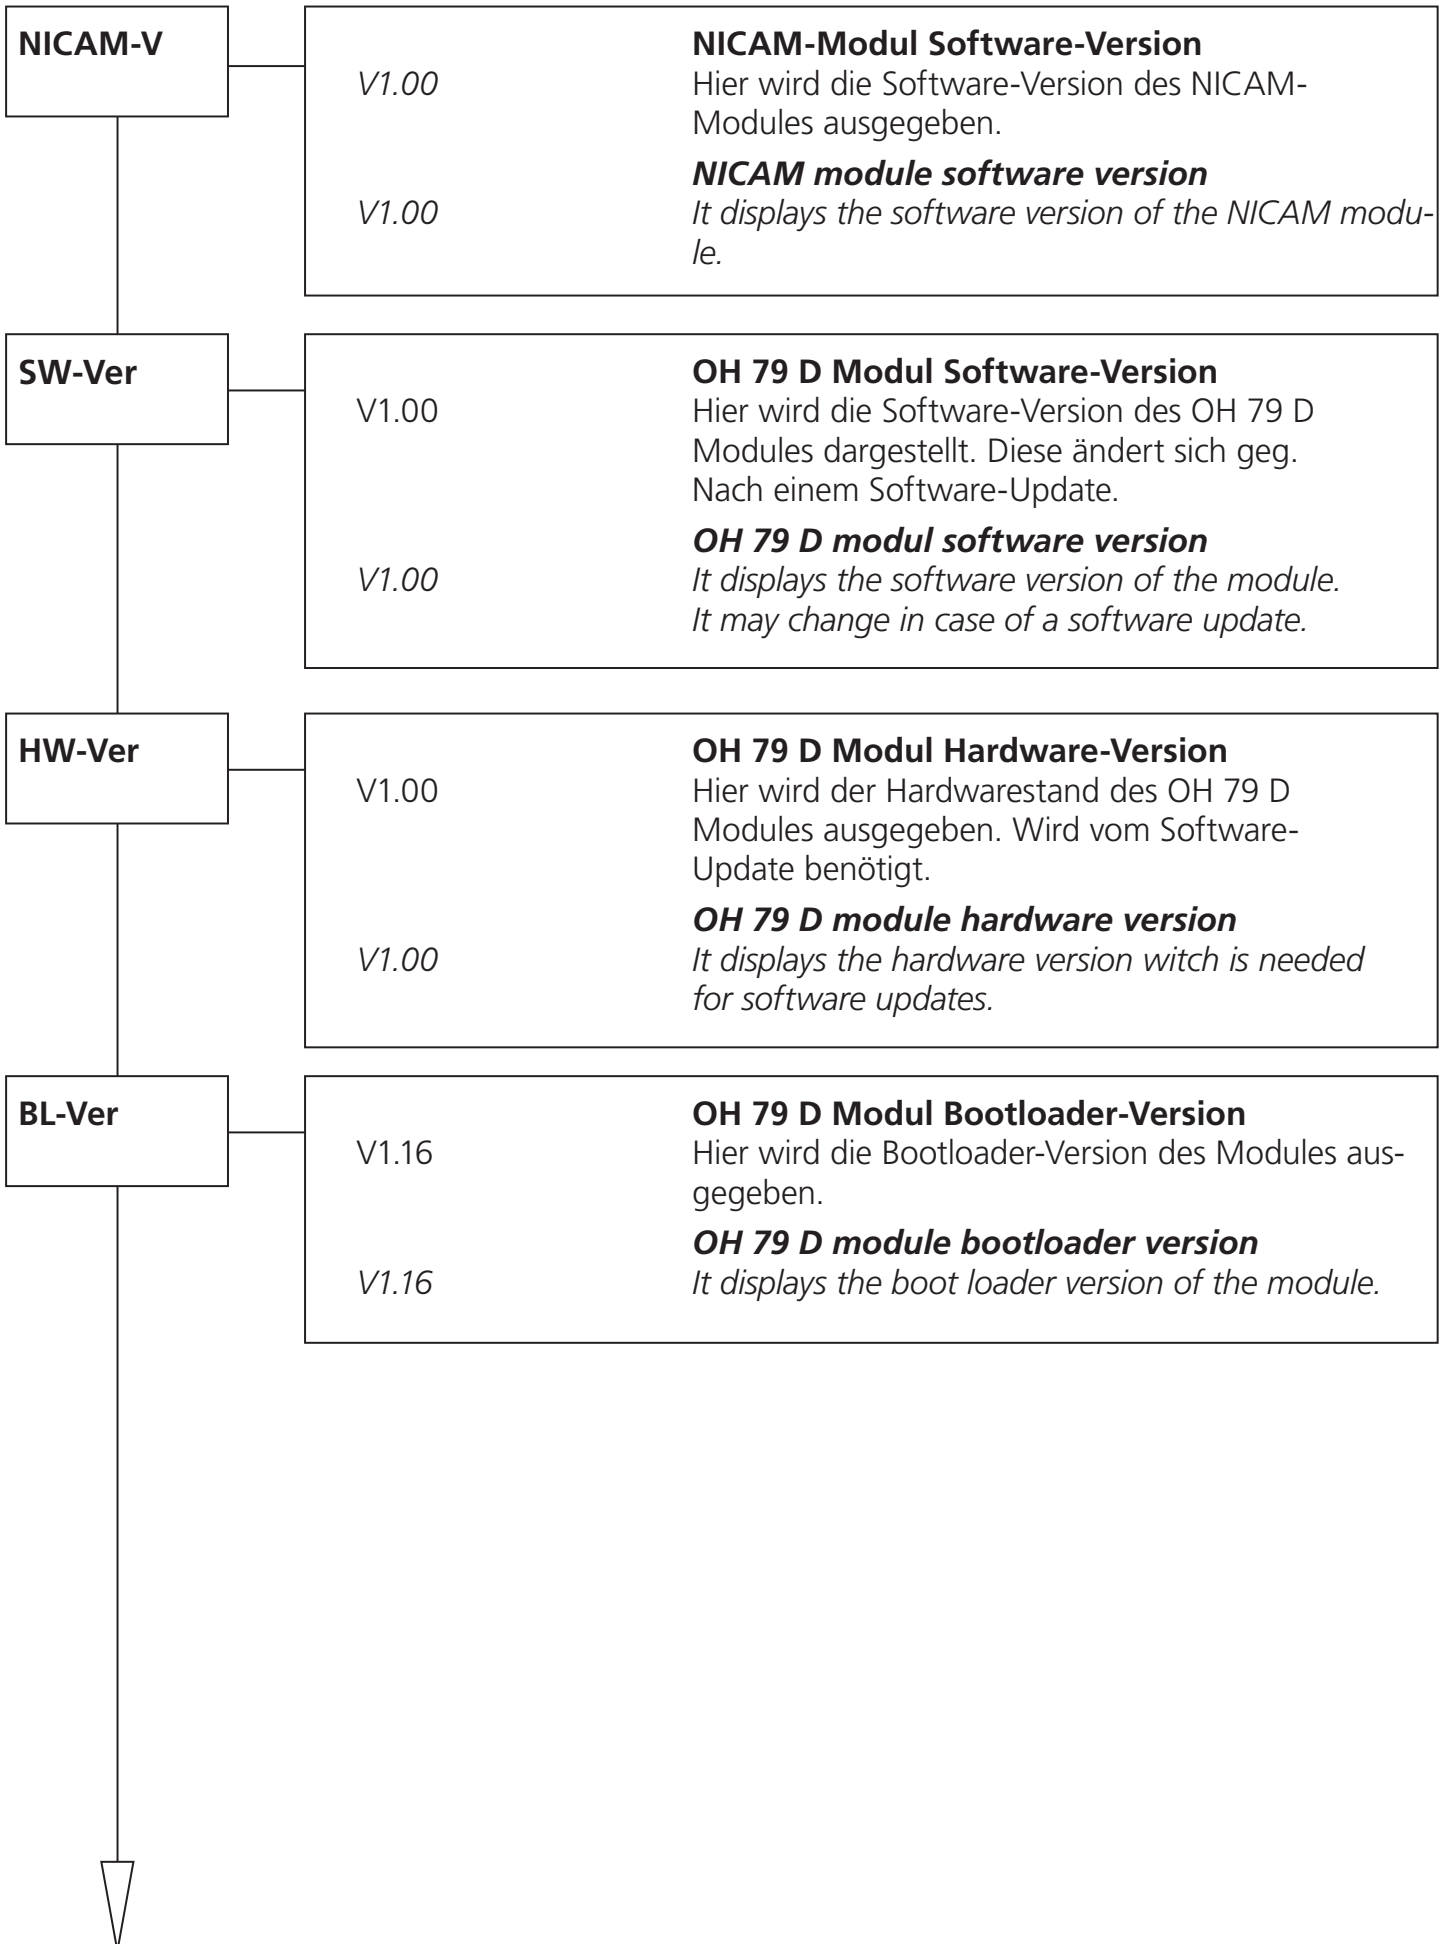 NICAM-V
NICAM-Modul Software-Version
V1.00 Hier wird die Software-Version des NICAM-
Modules ausgegeben.
NICAM module software version
V1.00 It displays the software version of the NICAM modu-
le.
SW-Ver
OH 79 D Modul Software-Version
V1.00 Hier wird die Software-Version des OH 79 D
Modules dargestellt. Diese ändert sich geg.
Nach einem Software-Update.
OH 79 D modul software version
V1.00 It displays the software version of the module.
It may change in case of a software update.
HW-Ver
OH 79 D Modul Hardware-Version
V1.00 Hier wird der Hardwarestand des OH 79 D
Modules ausgegeben. Wird vom Software-
Update benötigt.
OH 79 D module hardware version
V1.00 It displays the hardware version witch is needed
for software updates.
BL-Ver
OH 79 D Modul Bootloader-Version
V1.16 Hier wird die Bootloader-Version des Modules aus-
gegeben.
OH 79 D module bootloader version
V1.16 It displays the boot loader version of the module.